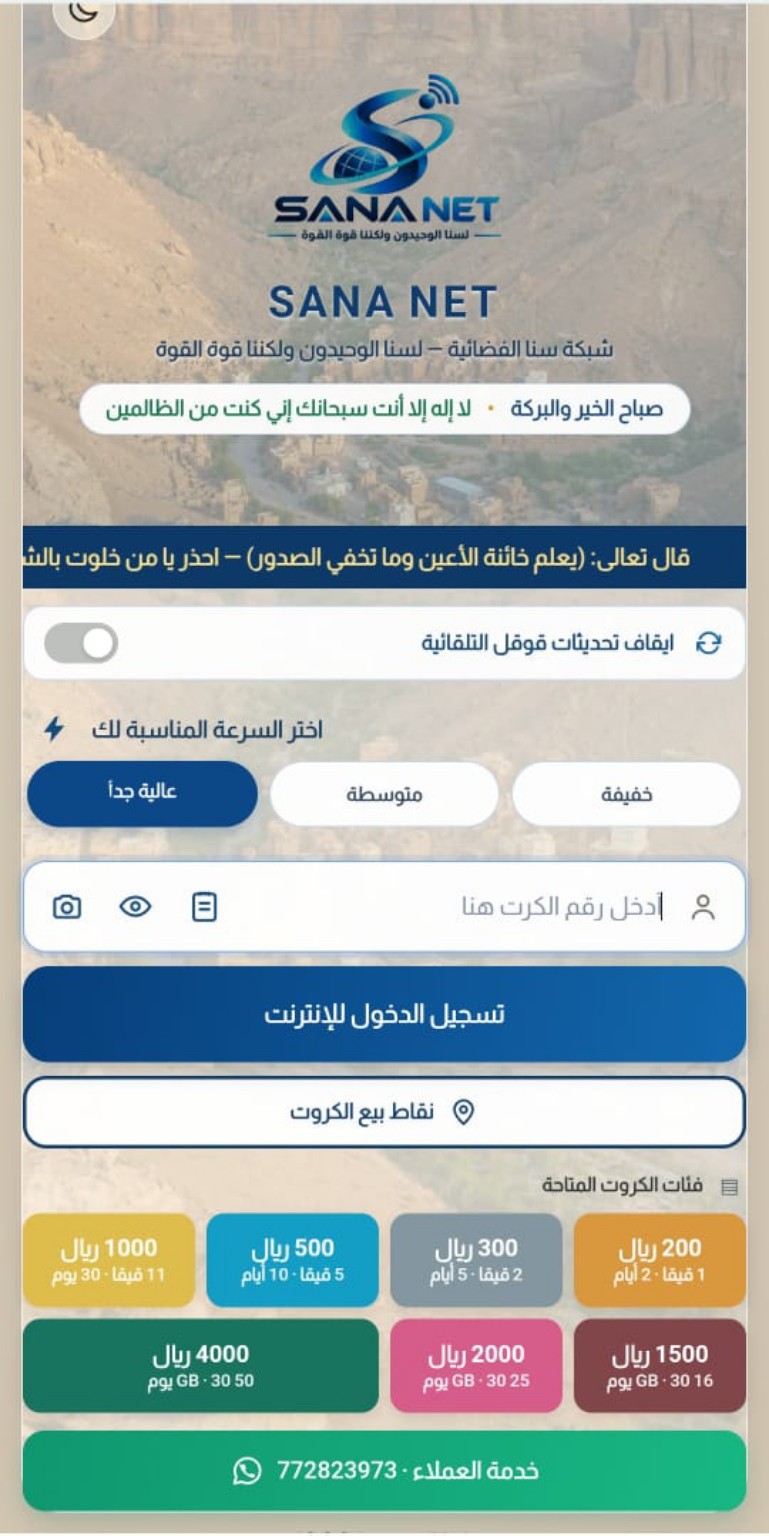 SANA NET
لسنا الوحيدون ولكننا قوة القوة
SANA NET
شبكة سنا الفضائية – لسنا الوحيدون ولكننا قوة القوة
صباح الخير والبركة • لا إله إلا أنت سبحانك إني كنت من الظالمين
قال تعالى: (يعلم خائنة الأعين وما تخفي الصدور) – احذر يا من خلوت
ايقاف تحديثات قوقل التلقائية
اختر السرعة المناسبة لك
خفيفة
متوسطة
عالية جداً
أدخل رقم الكرت هنا
تسجيل الدخول للإنترنت
نقاط بيع الكروت
فئات الكروت المتاحة
200 ريال
1 قيقا · 2 أيام
300 ريال
2 قيقا · 5 أيام
500 ريال
5 قيقا · 10 أيام
1000 ريال
11 قيقا · 30 يوم
1500 ريال
16 GB · 30 يوم
2000 ريال
25 GB · 30 يوم
4000 ريال
50 GB · 30 يوم
خدمة العملاء · 772823973